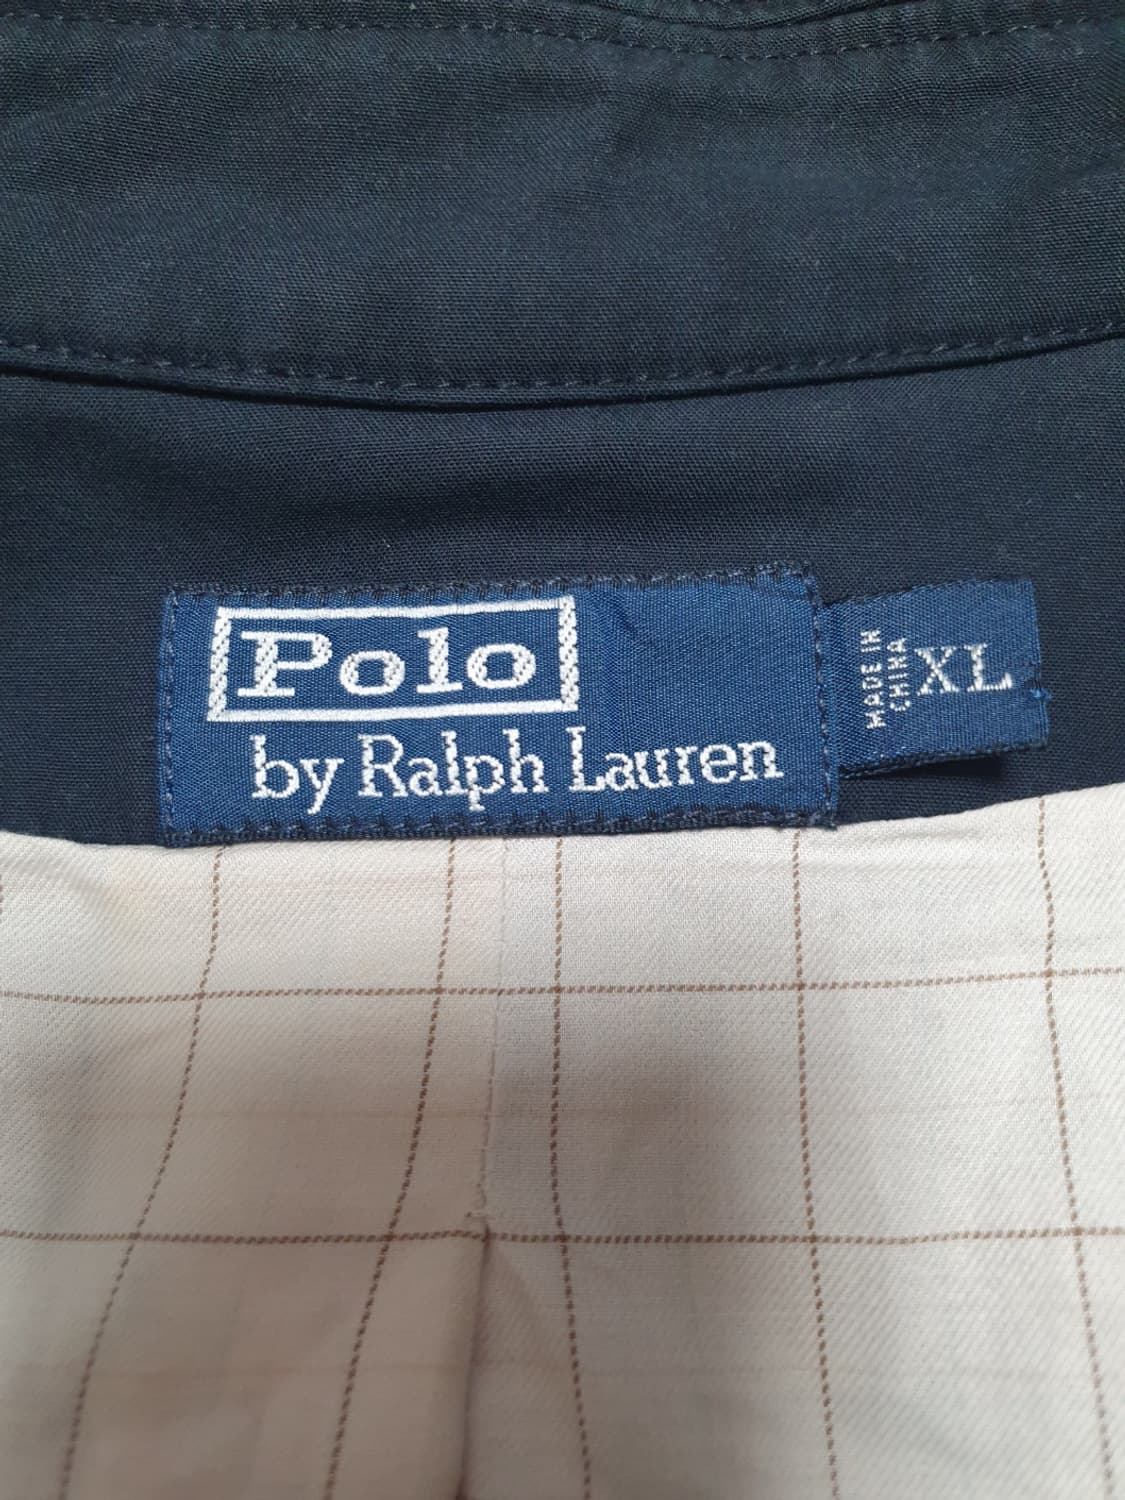 Polo
by Ralph Lauren
MADE IN
CHINA
XL